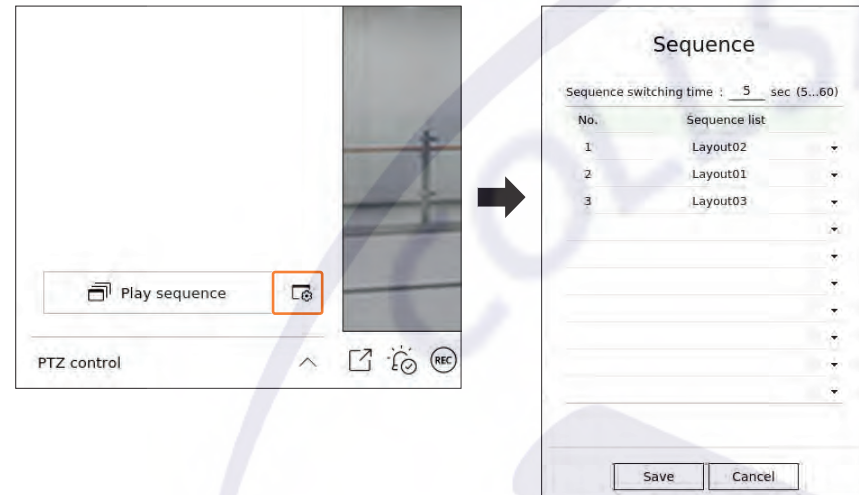 Play sequence
PTZ control
REC
Sequence
Sequence switching time : 5 sec (5...60)
No. Sequence list
1 Layout02
2 Layout01
3 Layout03
Save Cancel